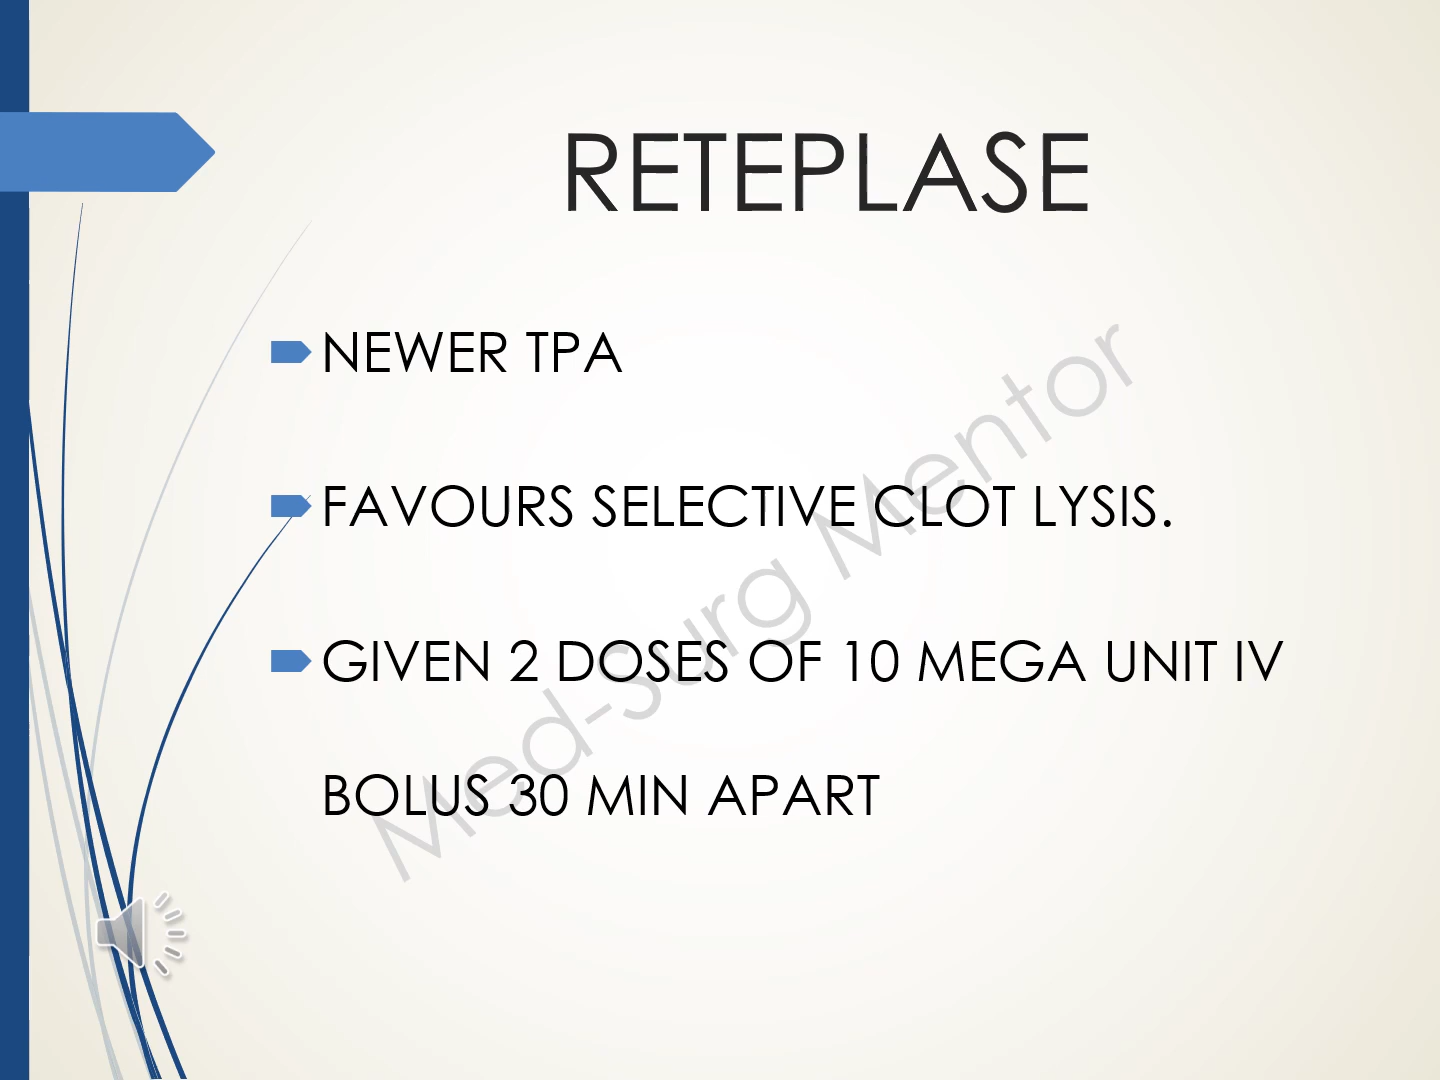 RETEPLASE
NEWER TPA
FAVOURS SELECTIVE CLOT LYSIS.
GIVEN 2 DOSES OF 10 MEGA UNIT IV
BOLUS 30 MIN APART
Med-Surg Mentor